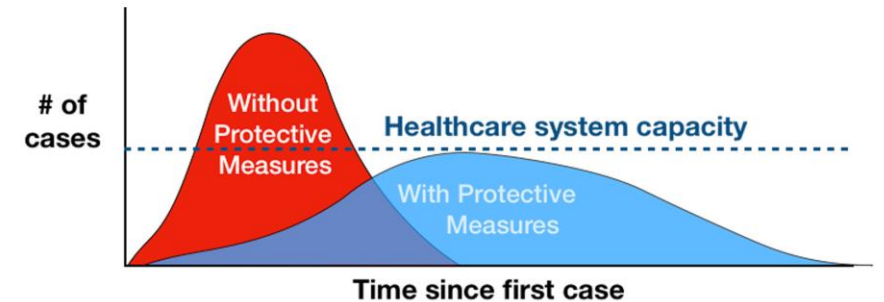 # of
cases
Without
Protective
Measures
Healthcare system capacity
With Protective
Measures
Time since first case